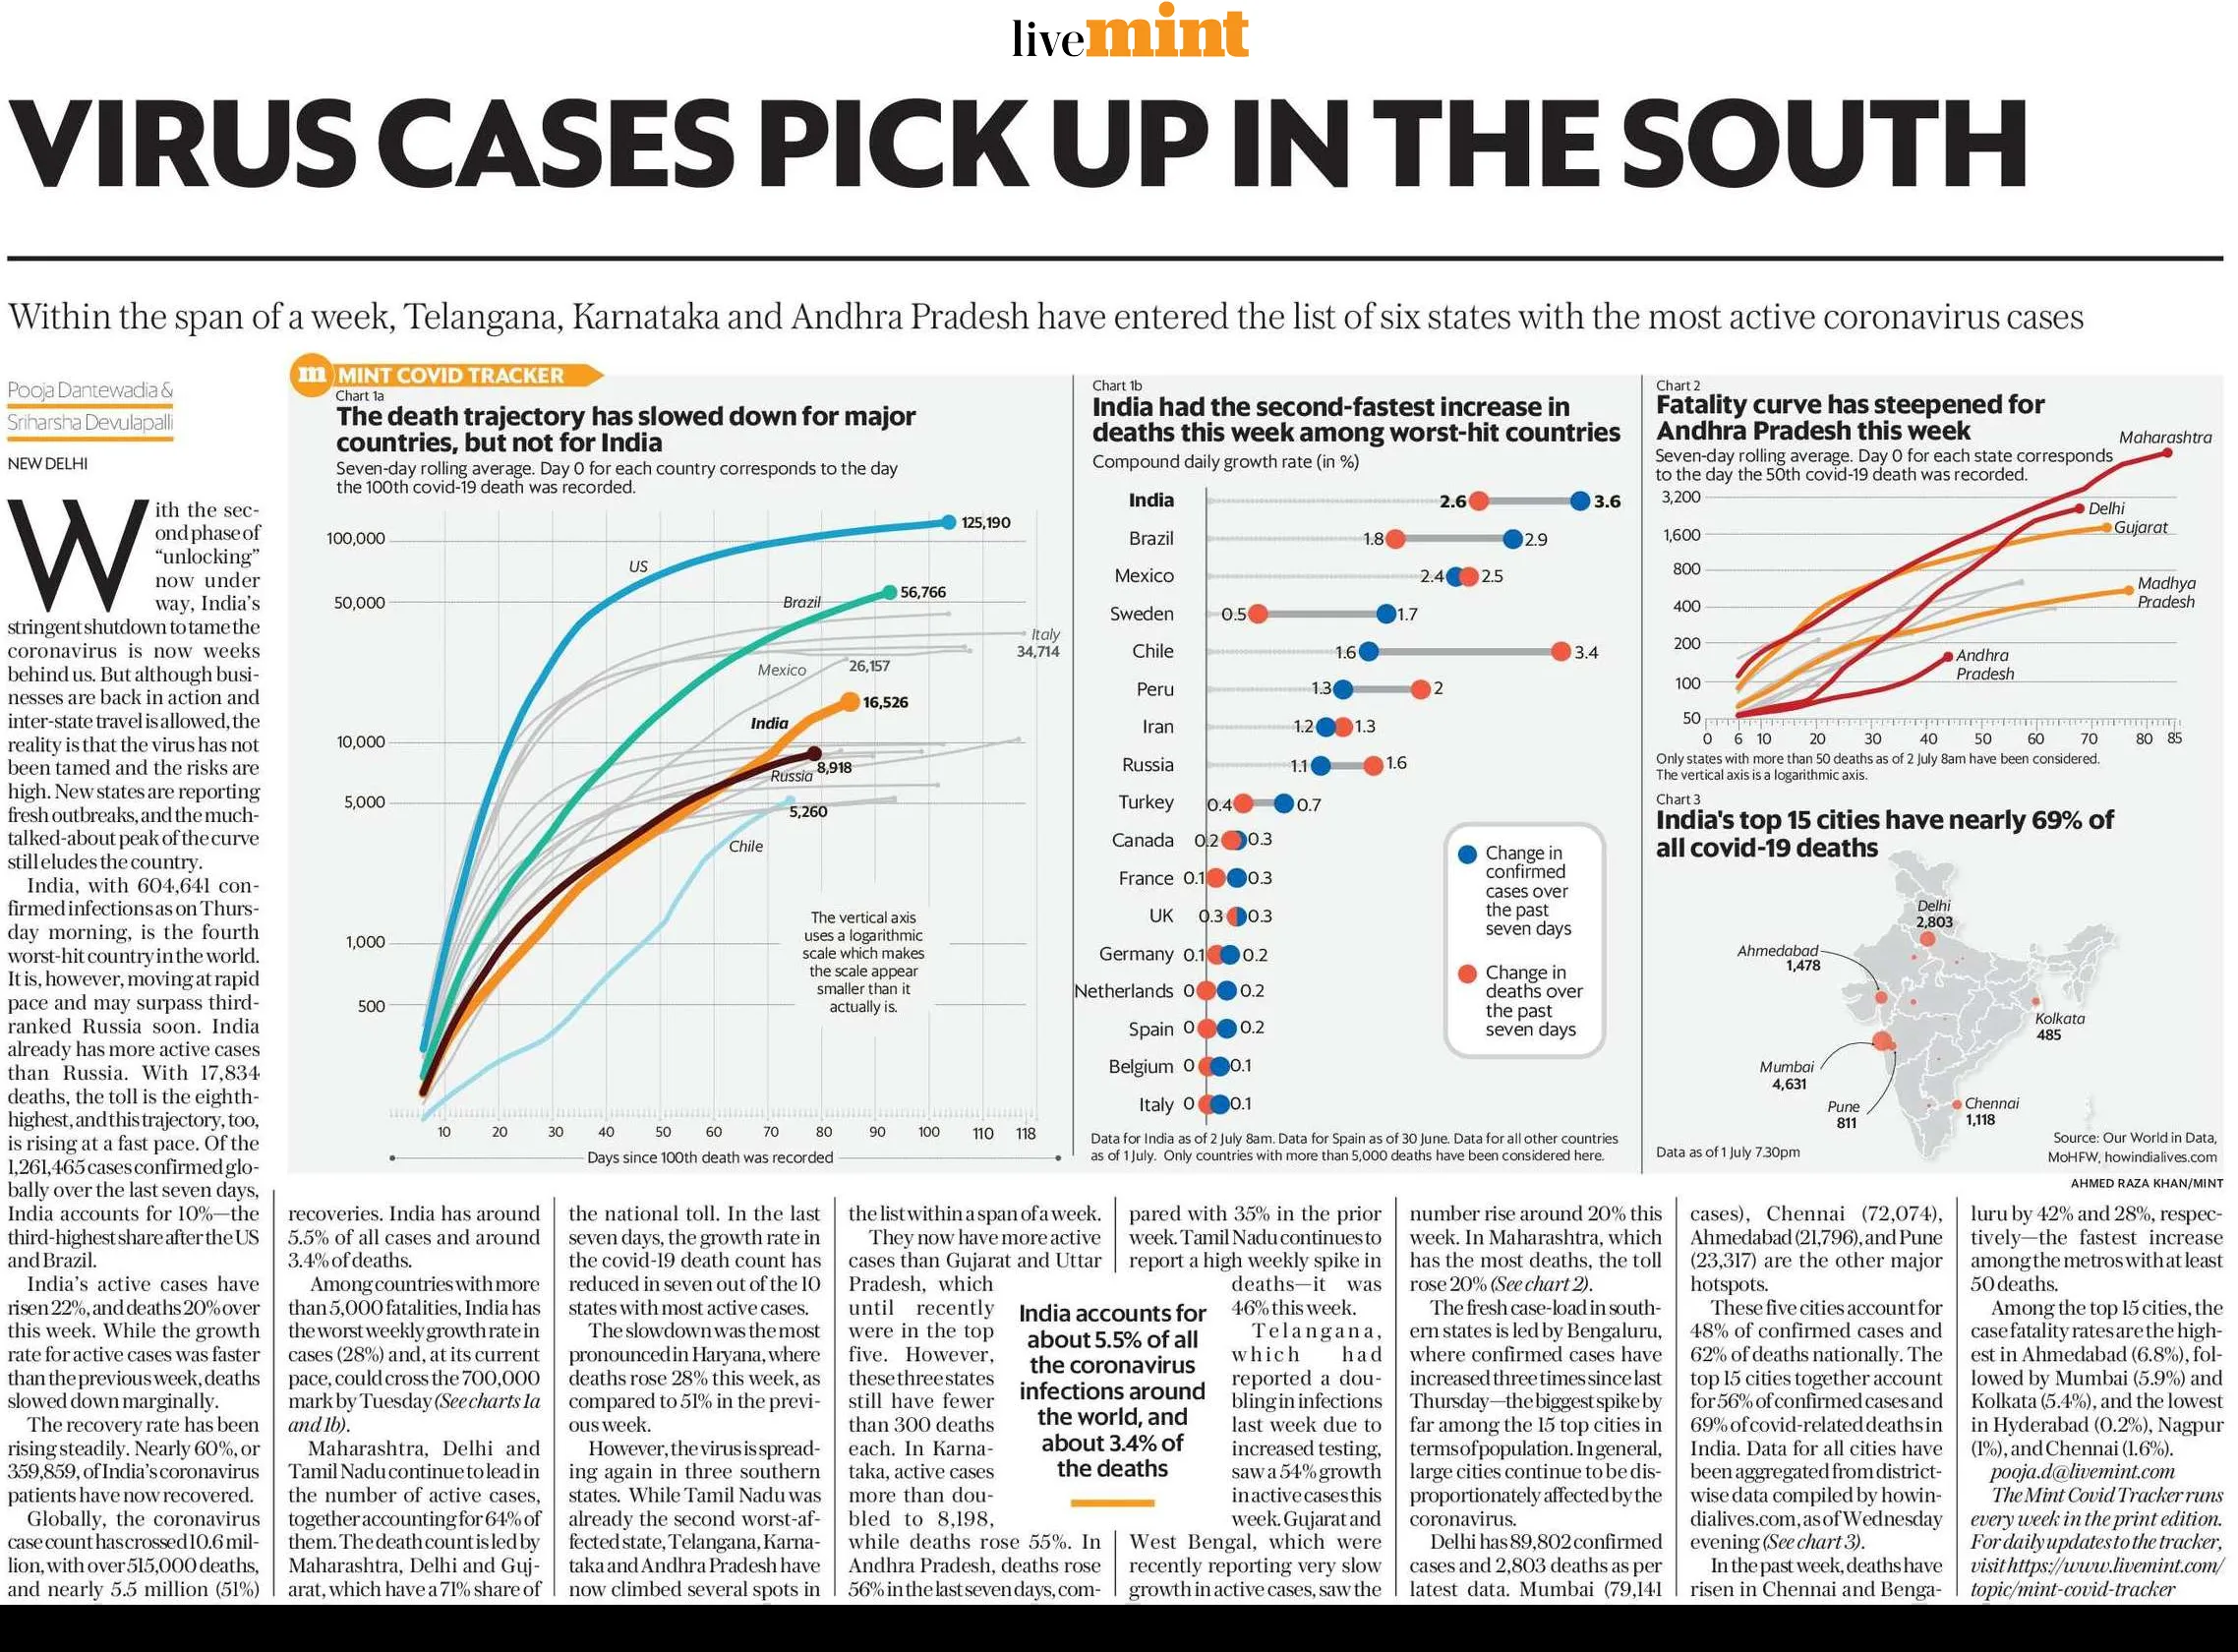 livemint
VIRUS CASES PICK UP IN THE SOUTH
Within the span of a week, Telangana, Karnataka and Andhra Pradesh have entered the list of six states with the most active coronavirus cases
Pooja Dantewadia &
Sriharsha Devulapalli
NEW DELHI
With the sec-
ond phase of
“unlocking”
now under
way, India’s
stringent shutdown to tame the
coronavirus is now weeks
behind us. But although busi-
nesses are back in action and
inter-state travel is allowed, the
reality is that the virus has not
been tamed and the risks are
high. New states are reporting
fresh outbreaks, and the much-
talked-about peak of the curve
still eludes the country.
India, with 604,641 con-
firmed infections as on Thurs-
day morning, is the fourth
worst-hit country in the world.
It is, however, moving at rapid
pace and may surpass third-
ranked Russia soon. India
already has more active cases
than Russia. With 17,834
deaths, the toll is the eighth-
highest, and this trajectory, too,
is rising at a fast pace. Of the
1,261,465 cases confirmed glo-
bally over the last seven days,
India accounts for 10%—the
third-highest share after the US
and Brazil.
India’s active cases have
risen 22%, and deaths 20% over
this week. While the growth
rate for active cases was faster
than the previous week, deaths
slowed down marginally.
The recovery rate has been
rising steadily. Nearly 60%, or
359,859, of India’s coronavirus
patients have now recovered.
Globally, the coronavirus
case count has crossed 10.6 mil-
lion, with over 515,000 deaths,
and nearly 5.5 million (51%)
m MINT COVID TRACKER
Chart 1a
The death trajectory has slowed down for major
countries, but not for India
Seven-day rolling average. Day 0 for each country corresponds to the day
the 100th covid-19 death was recorded.
100,000
50,000
10,000
5,000
1,000
500
US
125,190
Brazil
56,766
Italy
34,714
Mexico
26,157
India
16,526
Russia
8,918
5,260
Chile
The vertical axis
uses a logarithmic
scale which makes
the scale appear
smaller than it
actually is.
10 20 30 40 50 60 70 80 90 100 110 118
Days since 100th death was recorded
Chart 1b
India had the second-fastest increase in
deaths this week among worst-hit countries
Compound daily growth rate (in %)
India 2.6 3.6
Brazil 1.8 2.9
Mexico 2.4 2.5
Sweden 0.5 1.7
Chile 1.6 3.4
Peru 1.3 2
Iran 1.2 1.3
Russia 1.1 1.6
Turkey 0.4 0.7
Canada 0.2 0.3
France 0.1 0.3
UK 0.3 0.3
Germany 0.1 0.2
Netherlands 0 0.2
Spain 0 0.2
Belgium 0 0.1
Italy 0 0.1
Change in
confirmed
cases over
the past
seven days
Change in
deaths over
the past
seven days
Data for India as of 2 July 8am. Data for Spain as of 30 June. Data for all other countries
as of 1 July. Only countries with more than 5,000 deaths have been considered here.
Chart 2
Fatality curve has steepened for
Andhra Pradesh this week
Seven-day rolling average. Day 0 for each state corresponds
to the day the 50th covid-19 death was recorded.
3,200
1,600
800
400
200
100
50
Maharashtra
Delhi
Gujarat
Madhya
Pradesh
Andhra
Pradesh
0 6 10 20 30 40 50 60 70 80 85
Only states with more than 50 deaths as of 2 July 8am have been considered.
The vertical axis is a logarithmic axis.
Chart 3
India's top 15 cities have nearly 69% of
all covid-19 deaths
Delhi
2,803
Ahmedabad
1,478
Kolkata
485
Mumbai
4,631
Pune
811
Chennai
1,118
Data as of 1 July 7.30pm
Source: Our World in Data,
MoHFW, howindialives.com
AHMED RAZA KHAN/MINT
recoveries. India has around
5.5% of all cases and around
3.4% of deaths.
Among countries with more
than 5,000 fatalities, India has
the worst weekly growth rate in
cases (28%) and, at its current
pace, could cross the 700,000
mark by Tuesday (See charts 1a
and 1b).
Maharashtra, Delhi and
Tamil Nadu continue to lead in
the number of active cases,
together accounting for 64% of
them. The death count is led by
Maharashtra, Delhi and Guj-
arat, which have a 71% share of
the national toll. In the last
seven days, the growth rate in
the covid-19 death count has
reduced in seven out of the 10
states with most active cases.
The slowdown was the most
pronounced in Haryana, where
deaths rose 28% this week, as
compared to 51% in the previ-
ous week.
However, the virus is spread-
ing again in three southern
states. While Tamil Nadu was
already the second worst-af-
fected state, Telangana, Karna-
taka and Andhra Pradesh have
now climbed several spots in
the list within a span of a week.
They now have more active
cases than Gujarat and Uttar
Pradesh, which
until recently
were in the top
five. However,
these three states
still have fewer
than 300 deaths
each. In Karna-
taka, active cases
more than dou-
bled to 8,198,
while deaths rose 55%. In
Andhra Pradesh, deaths rose
56% in the last seven days, com-
India accounts for
about 5.5% of all
the coronavirus
infections around
the world, and
about 3.4% of
the deaths
pared with 35% in the prior
week. Tamil Nadu continues to
report a high weekly spike in
deaths—it was
46% this week.
Telangana,
which had
reported a dou-
bling in infections
last week due to
increased testing,
saw a 54% growth
in active cases this
week. Gujarat and
West Bengal, which were
recently reporting very slow
growth in active cases, saw the
number rise around 20% this
week. In Maharashtra, which
has the most deaths, the toll
rose 20% (See chart 2).
The fresh case-load in south-
ern states is led by Bengaluru,
where confirmed cases have
increased three times since last
Thursday—the biggest spike by
far among the 15 top cities in
terms of population. In general,
large cities continue to be dis-
proportionately affected by the
coronavirus.
Delhi has 89,802 confirmed
cases and 2,803 deaths as per
latest data. Mumbai (79,141
cases), Chennai (72,074),
Ahmedabad (21,796), and Pune
(23,317) are the other major
hotspots.
These five cities account for
48% of confirmed cases and
62% of deaths nationally. The
top 15 cities together account
for 56% of confirmed cases and
69% of covid-related deaths in
India. Data for all cities have
been aggregated from district-
wise data compiled by howin-
dialives.com, as of Wednesday
evening (See chart 3).
In the past week, deaths have
risen in Chennai and Benga-
luru by 42% and 28%, respec-
tively—the fastest increase
among the metros with at least
50 deaths.
Among the top 15 cities, the
case fatality rates are the high-
est in Ahmedabad (6.8%), fol-
lowed by Mumbai (5.9%) and
Kolkata (5.4%), and the lowest
in Hyderabad (0.2%), Nagpur
(1%), and Chennai (1.6%).
pooja.d@livemint.com
The Mint Covid Tracker runs
every week in the print edition.
For daily updates to the tracker,
visit https://www.livemint.com/
topic/mint-covid-tracker